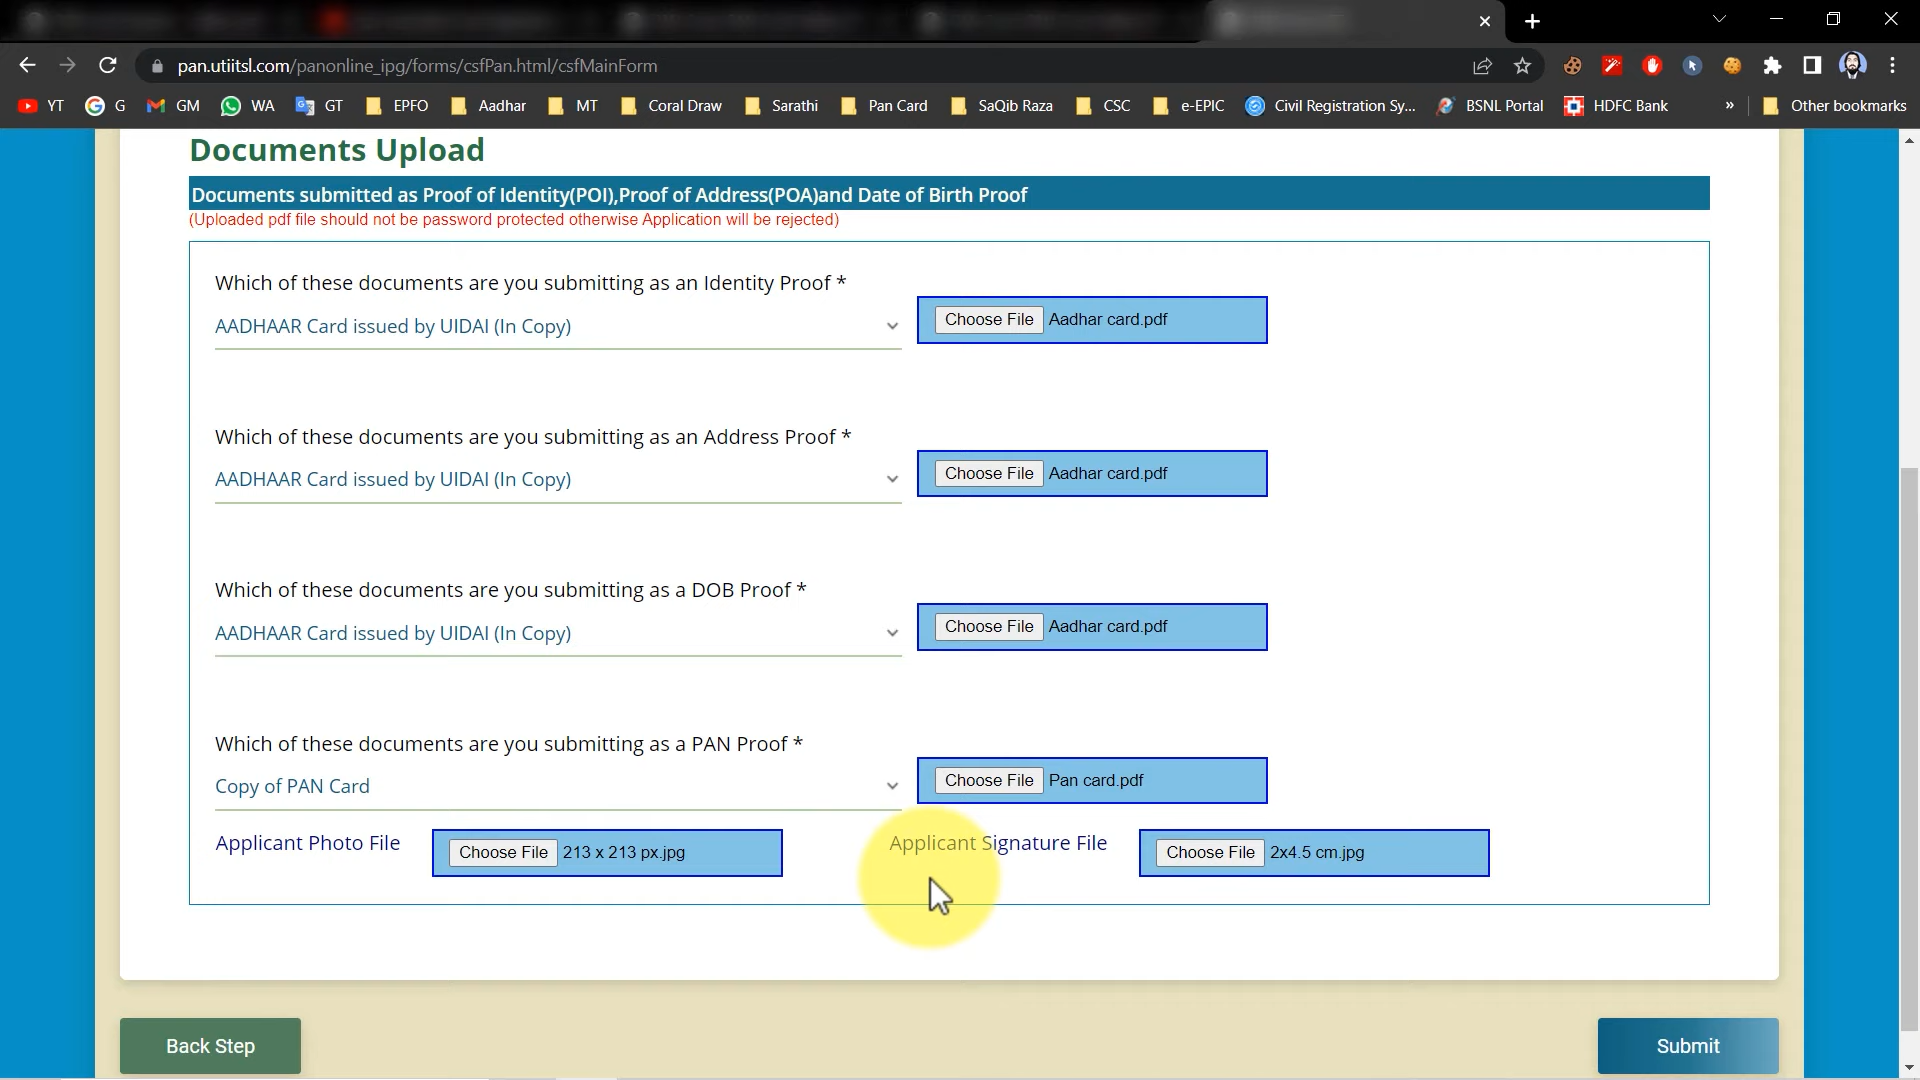 pan.utiitsl.com/panonline_ipg/forms/csfPan.html/csfMainForm
YT G GM WA GT EPFO Aadhar MT Coral Draw Sarathi Pan Card SaQib Raza CSC e-EPIC Civil Registration Sy... BSNL Portal HDFC Bank » Other bookmarks
Documents Upload
Documents submitted as Proof of Identity(POI),Proof of Address(POA)and Date of Birth Proof
(Uploaded pdf file should not be password protected otherwise Application will be rejected)
Which of these documents are you submitting as an Identity Proof *
AADHAAR Card issued by UIDAI (In Copy) Choose File Aadhar card.pdf
Which of these documents are you submitting as an Address Proof *
AADHAAR Card issued by UIDAI (In Copy) Choose File Aadhar card.pdf
Which of these documents are you submitting as a DOB Proof *
AADHAAR Card issued by UIDAI (In Copy) Choose File Aadhar card.pdf
Which of these documents are you submitting as a PAN Proof *
Copy of PAN Card Choose File Pan card.pdf
Applicant Photo File Choose File 213 x 213 px.jpg Applicant Signature File Choose File 2x4.5 cm.jpg
Back Step Submit